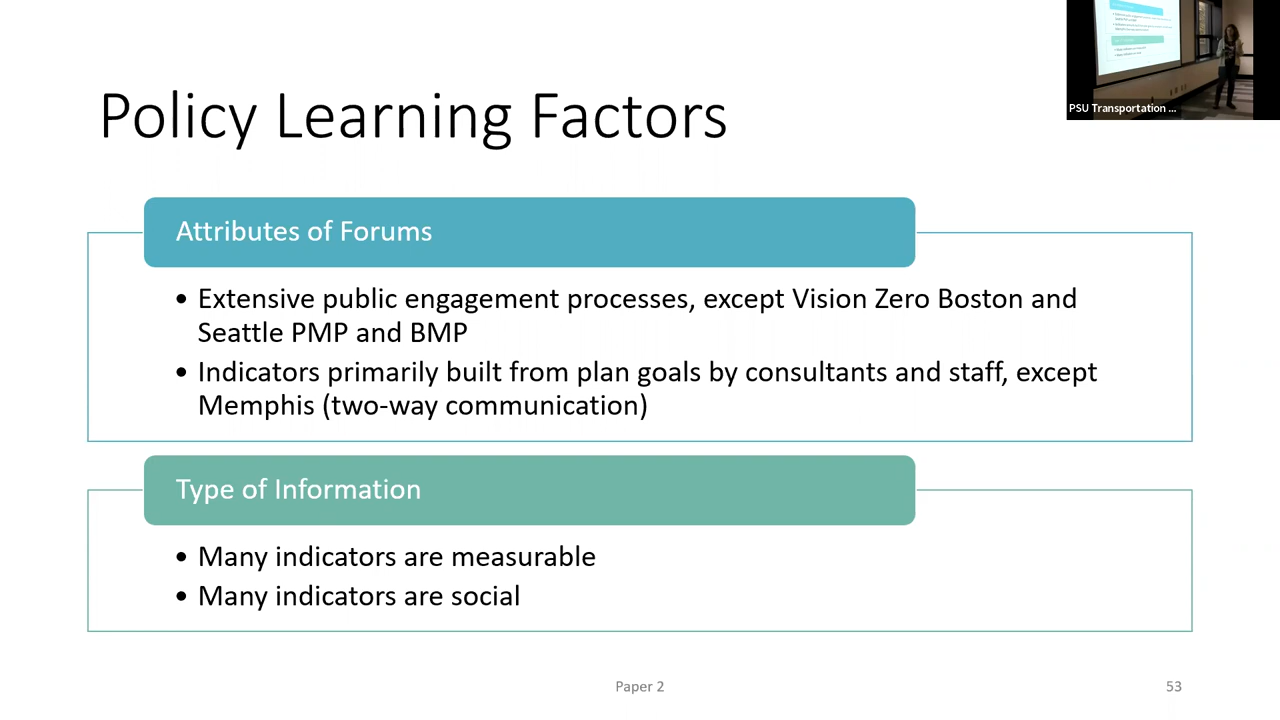 PSU Transportation ...
Policy Learning Factors
Attributes of Forums
• Extensive public engagement processes, except Vision Zero Boston and
Seattle PMP and BMP
• Indicators primarily built from plan goals by consultants and staff, except
Memphis (two-way communication)
Type of Information
• Many indicators are measurable
• Many indicators are social
Paper 2
53